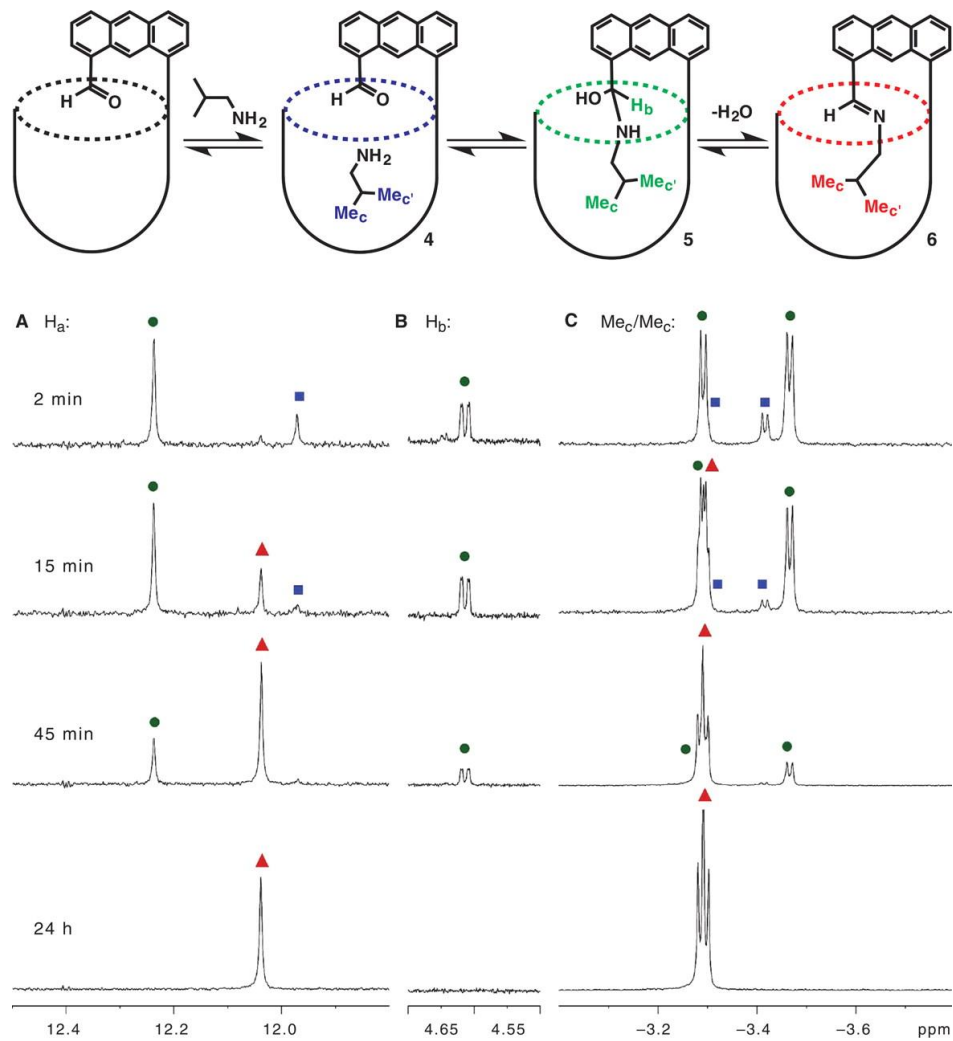 H O
NH2
H O
NH2
Mec Mec'
4
HO Hb
NH
Mec Mec'
5
-H2O
H N
Mec
Mec'
6
A Ha: B Hb: C Mec/Mec:
2 min
15 min
45 min
24 h
12.4 12.2 12.0 4.65 4.55 −3.2 −3.4 −3.6 ppm